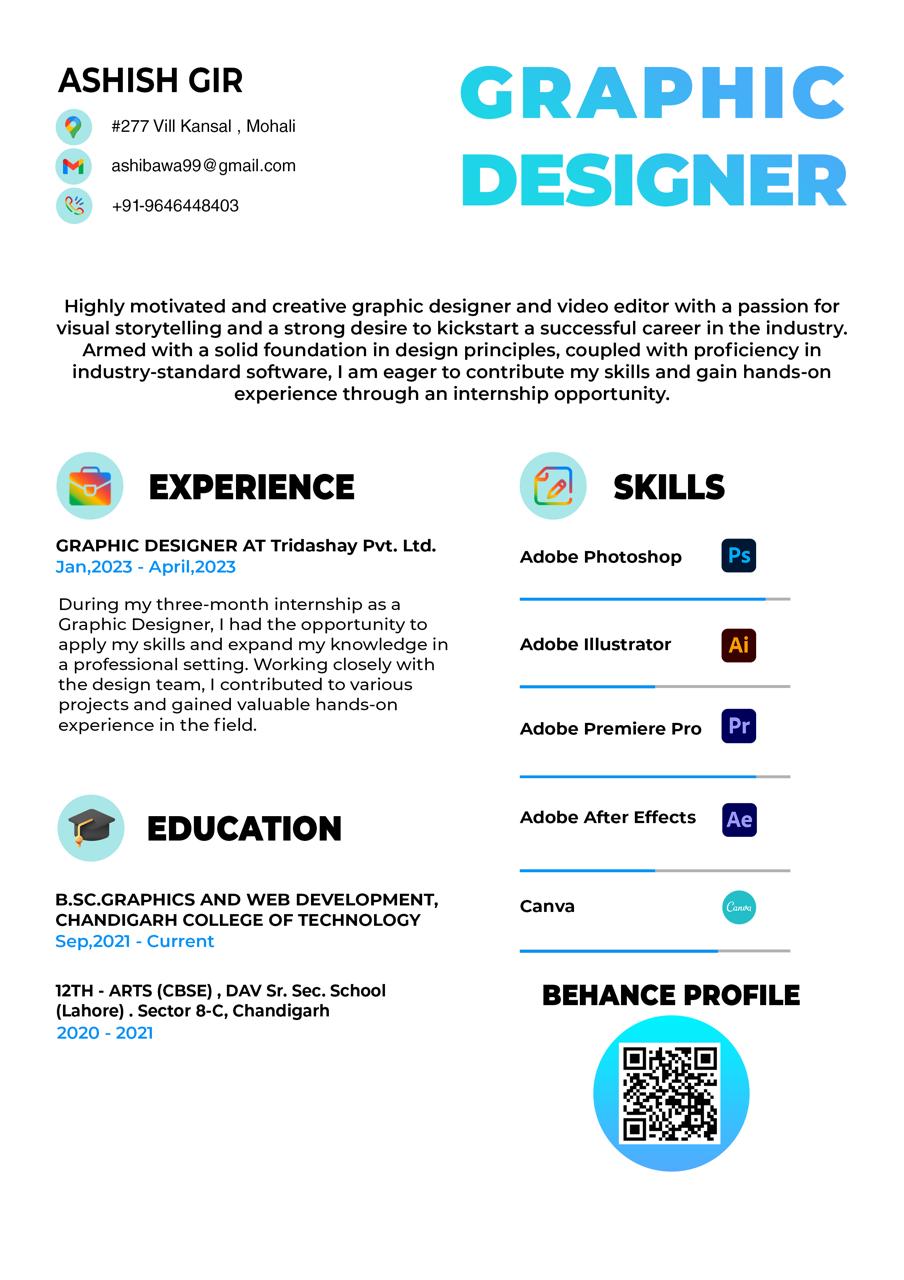 ASHISH GIR
#277 Vill Kansal , Mohali
ashibawa99@gmail.com
+91-9646448403
GRAPHIC
DESIGNER
Highly motivated and creative graphic designer and video editor with a passion for
visual storytelling and a strong desire to kickstart a successful career in the industry.
Armed with a solid foundation in design principles, coupled with proficiency in
industry-standard software, I am eager to contribute my skills and gain hands-on
experience through an internship opportunity.
EXPERIENCE
GRAPHIC DESIGNER AT Tridashay Pvt. Ltd.
Jan,2023 - April,2023
During my three-month internship as a
Graphic Designer, I had the opportunity to
apply my skills and expand my knowledge in
a professional setting. Working closely with
the design team, I contributed to various
projects and gained valuable hands-on
experience in the field.
EDUCATION
B.SC.GRAPHICS AND WEB DEVELOPMENT,
CHANDIGARH COLLEGE OF TECHNOLOGY
Sep,2021 - Current
12TH - ARTS (CBSE) , DAV Sr. Sec. School
(Lahore) . Sector 8-C, Chandigarh
2020 - 2021
SKILLS
Adobe Photoshop Ps
Adobe Illustrator Ai
Adobe Premiere Pro Pr
Adobe After Effects Ae
Canva Canva
BEHANCE PROFILE